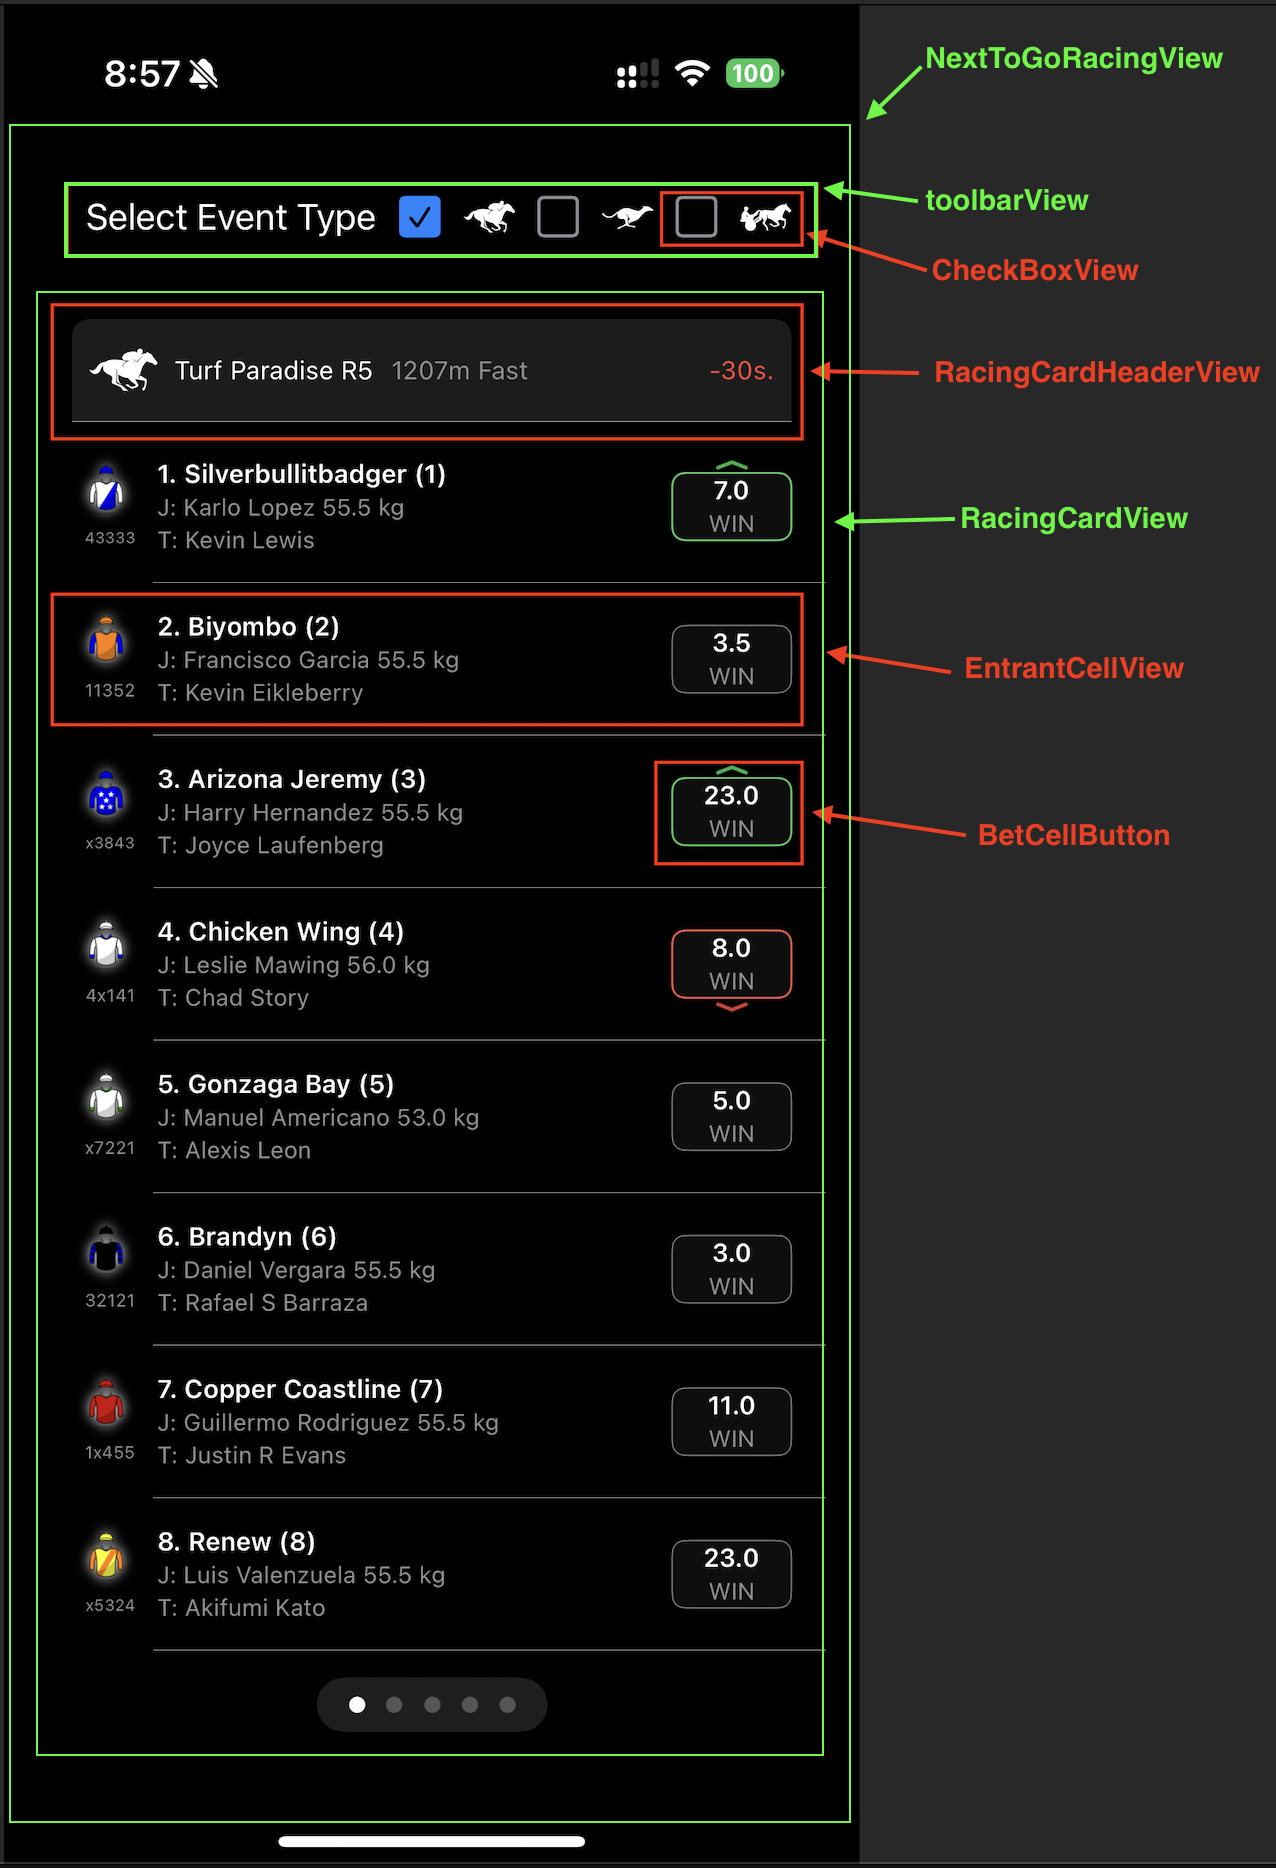 8:57
100
NextToGoRacingView
Select Event Type
toolbarView
CheckBoxView
Turf Paradise R5 1207m Fast -30s.
RacingCardHeaderView
1. Silverbullitbadger (1)
J: Karlo Lopez 55.5 kg
T: Kevin Lewis
43333
7.0
WIN
RacingCardView
2. Biyombo (2)
J: Francisco Garcia 55.5 kg
T: Kevin Eikleberry
11352
3.5
WIN
EntrantCellView
3. Arizona Jeremy (3)
J: Harry Hernandez 55.5 kg
T: Joyce Laufenberg
x3843
23.0
WIN
BetCellButton
4. Chicken Wing (4)
J: Leslie Mawing 56.0 kg
T: Chad Story
4x141
8.0
WIN
5. Gonzaga Bay (5)
J: Manuel Americano 53.0 kg
T: Alexis Leon
x7221
5.0
WIN
6. Brandyn (6)
J: Daniel Vergara 55.5 kg
T: Rafael S Barraza
32121
3.0
WIN
7. Copper Coastline (7)
J: Guillermo Rodriguez 55.5 kg
T: Justin R Evans
1x455
11.0
WIN
8. Renew (8)
J: Luis Valenzuela 55.5 kg
T: Akifumi Kato
x5324
23.0
WIN